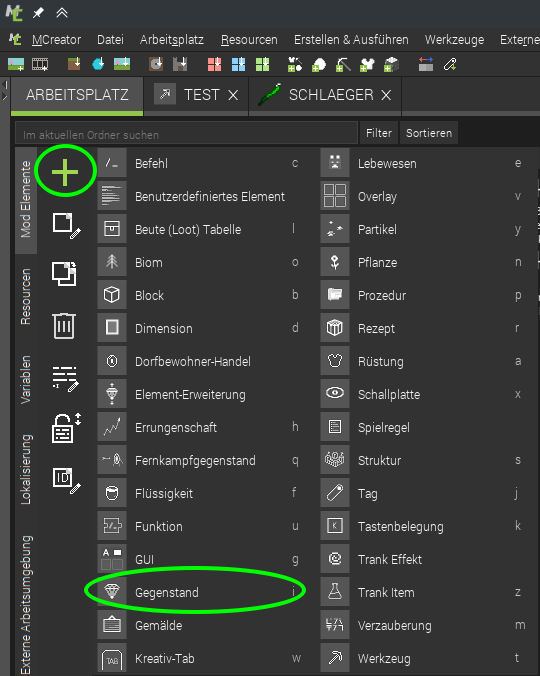 MCreator Datei Arbeitsplatz Ressourcen Erstellen & Ausführen Werkzeuge
ARBEITSPLATZ TEST SCHLAEGER
Im aktuellen Ordner suchen Filter Sortieren
Mod Elemente
Resourcen
Variablen
Lokalisierung
Externe Arbeitsumgebung
Befehl c
Benutzerdefiniertes Element
Beute (Loot) Tabelle l
Biom o
Block b
Dimension d
Dorfbewohner-Handel
Element-Erweiterung
Errungenschaft h
Fernkampfgegenstand q
Flüssigkeit f
Funktion u
GUI g
Gegenstand i
Gemälde
Kreativ-Tab w
Lebewesen e
Overlay v
Partikel y
Pflanze n
Prozedur p
Rezept r
Rüstung a
Schallplatte x
Spielregel
Struktur s
Tag j
Tastenbelegung k
Trank Effekt
Trank Item z
Verzauberung m
Werkzeug t